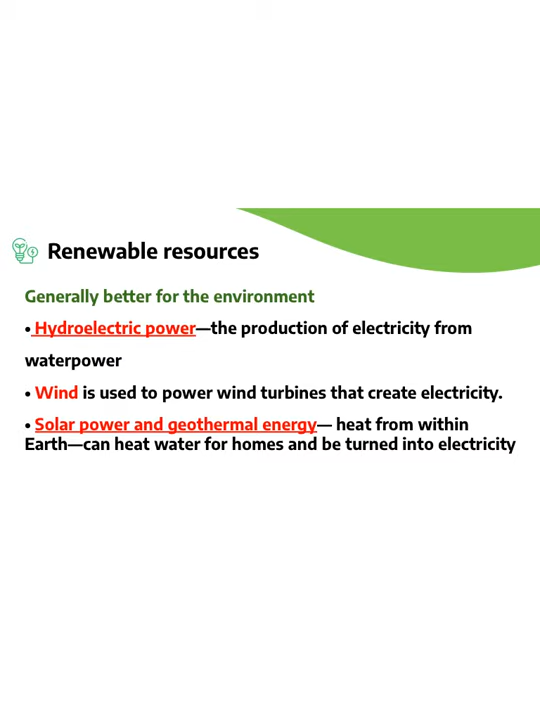 Renewable resources
Generally better for the environment
• Hydroelectric power—the production of electricity from
waterpower
• Wind is used to power wind turbines that create electricity.
• Solar power and geothermal energy— heat from within
Earth—can heat water for homes and be turned into electricity